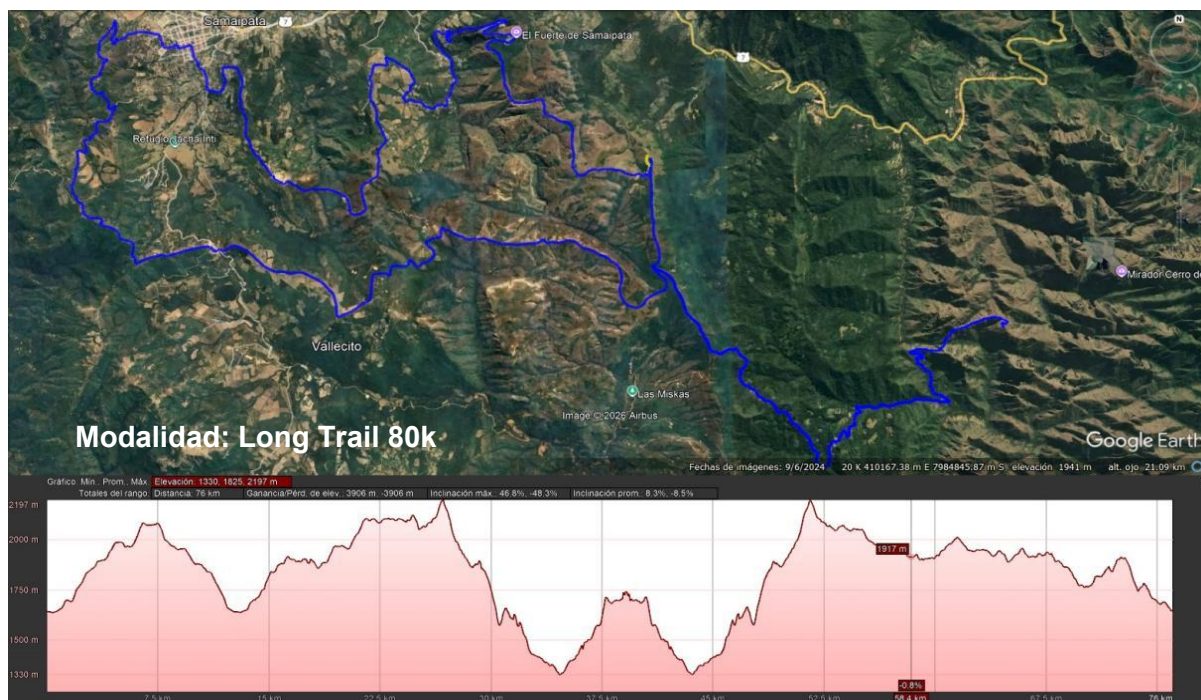 Samaipata
7
El Fuerte de Samaipata
N
7
Refugio
Mirador Cerro de
Vallecito
Las Miskas
Image © 2026 Airbus
Modalidad: Long Trail 80k
Google Earth
Fechas de imágenes: 9/6/2024 20 K 410167.38 m E 7984845.87 m S elevación 1941 m alt. ojo 21.09 km
Gráfico Mín., Prom., Máx. Elevación: 1330, 1825, 2197 m
Totales del rango: Distancia: 76 km Ganancia/Pérd. de elev.: 3906 m, -3906 m Inclinación máx.: 46.8%, -48.3% Inclinación prom.: 8.3%, -8.5%
2197 m
2000 m
1917 m
1750 m
1500 m
1330 m
-0.8%
7.5 km 15 km 22.5 km 30 km 37.5 km 45 km 52.5 km 58.4 km 67.5 km 76 km